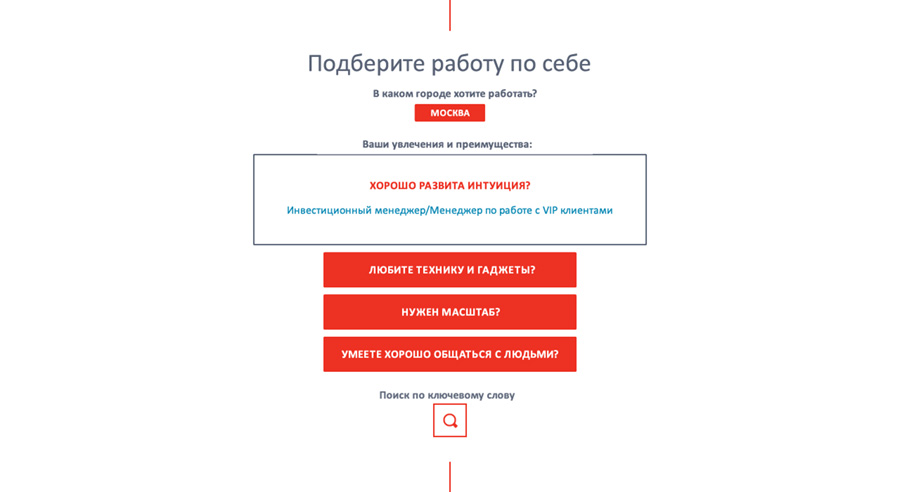 Подберите работу по себе
В каком городе хотите работать?
МОСКВА
Ваши увлечения и преимущества:
ХОРОШО РАЗВИТА ИНТУИЦИЯ?
Инвестиционный менеджер/Менеджер по работе с VIP клиентами
ЛЮБИТЕ ТЕХНИКУ И ГАДЖЕТЫ?
НУЖЕН МАСШТАБ?
УМЕЕТЕ ХОРОШО ОБЩАТЬСЯ С ЛЮДЬМИ?
Поиск по ключевому слову